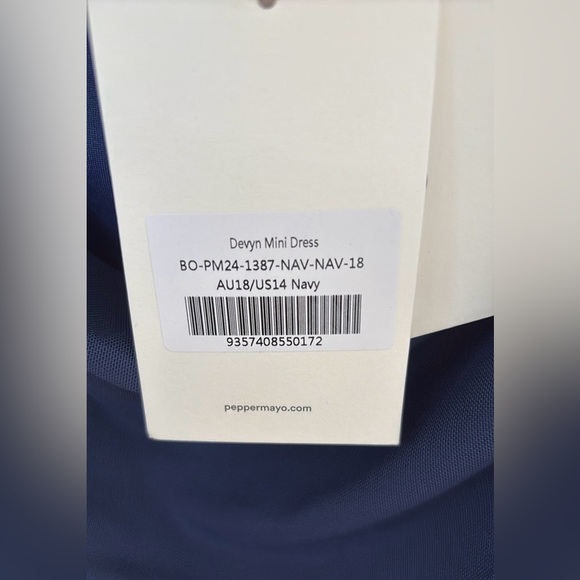 Devyn Mini Dress
BO-PM24-1387-NAV-NAV-18
AU18/US14 Navy
9357408550172
peppermayo.com